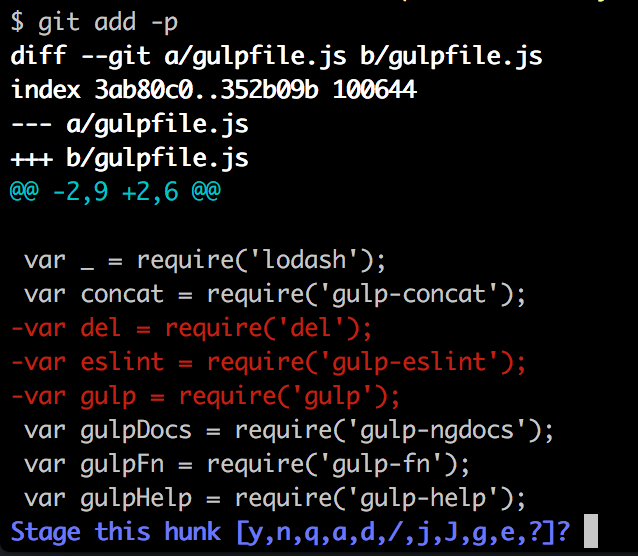 $ git add -p
diff --git a/gulpfile.js b/gulpfile.js
index 3ab80c0..352b09b 100644
--- a/gulpfile.js
+++ b/gulpfile.js
@@ -2,9 +2,6 @@

 var _ = require('lodash');
 var concat = require('gulp-concat');
-var del = require('del');
-var eslint = require('gulp-eslint');
-var gulp = require('gulp');
 var gulpDocs = require('gulp-ngdocs');
 var gulpFn = require('gulp-fn');
 var gulpHelp = require('gulp-help');
Stage this hunk [y,n,q,a,d,/,j,J,g,e,?]?